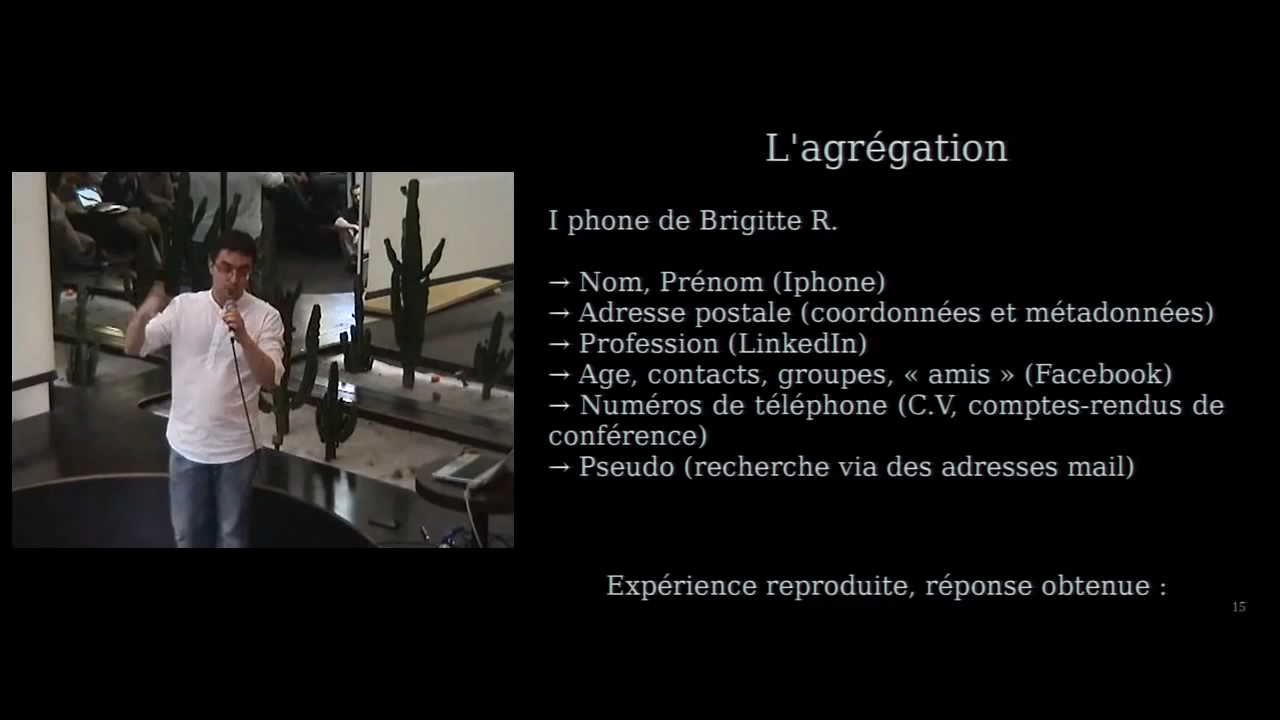 L'agrégation
I phone de Brigitte R.
→ Nom, Prénom (Iphone)
→ Adresse postale (coordonnées et métadonnées)
→ Profession (LinkedIn)
→ Age, contacts, groupes, « amis » (Facebook)
→ Numéros de téléphone (C.V, comptes-rendus de
conférence)
→ Pseudo (recherche via des adresses mail)
Expérience reproduite, réponse obtenue :
15